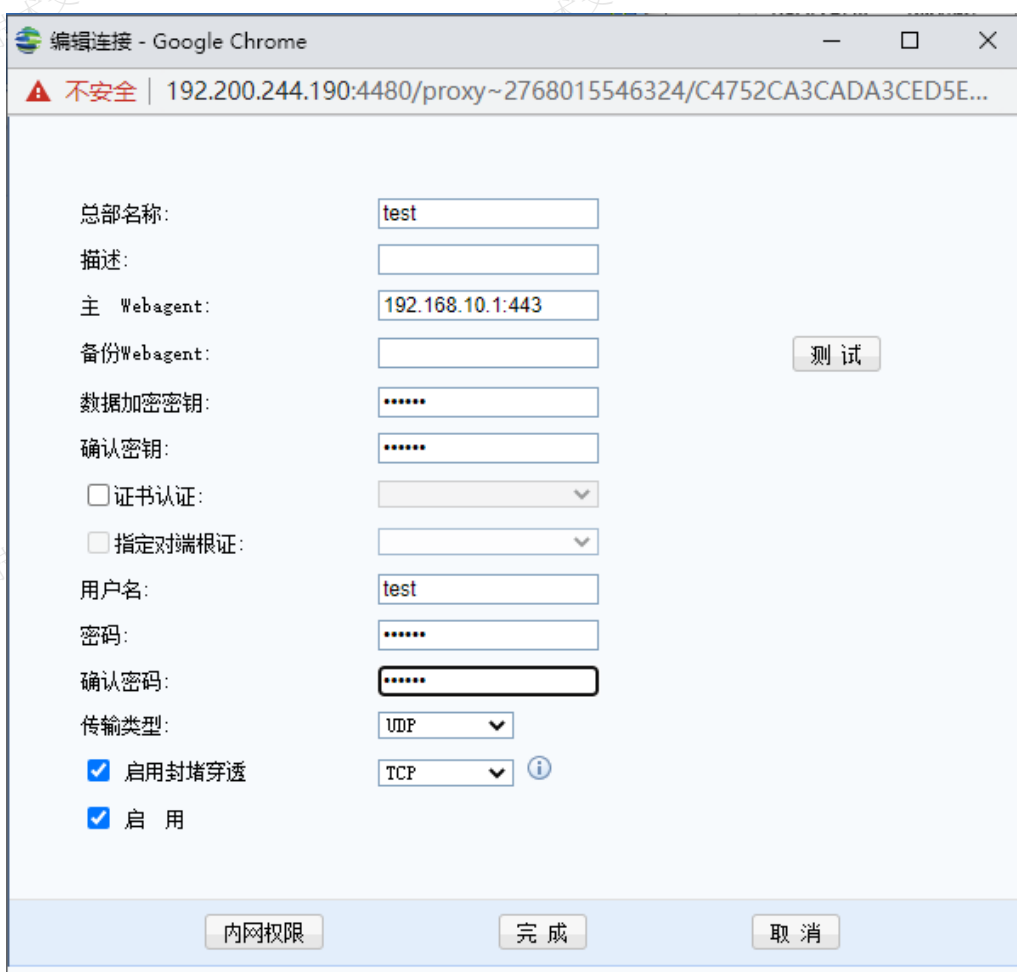 编辑连接 - Google Chrome
不安全 | 192.200.244.190:4480/proxy~2768015546324/C4752CA3CADA3CED5E...
总部名称: test
描述:
主 Webagent: 192.168.10.1:443
备份Webagent: 测 试
数据加密密钥: ••••••
确认密钥: ••••••
证书认证:
指定对端根证:
用户名: test
密码: ••••••
确认密码: ••••••
传输类型: UDP
启用封堵穿透 TCP
启 用
内网权限 完 成 取 消